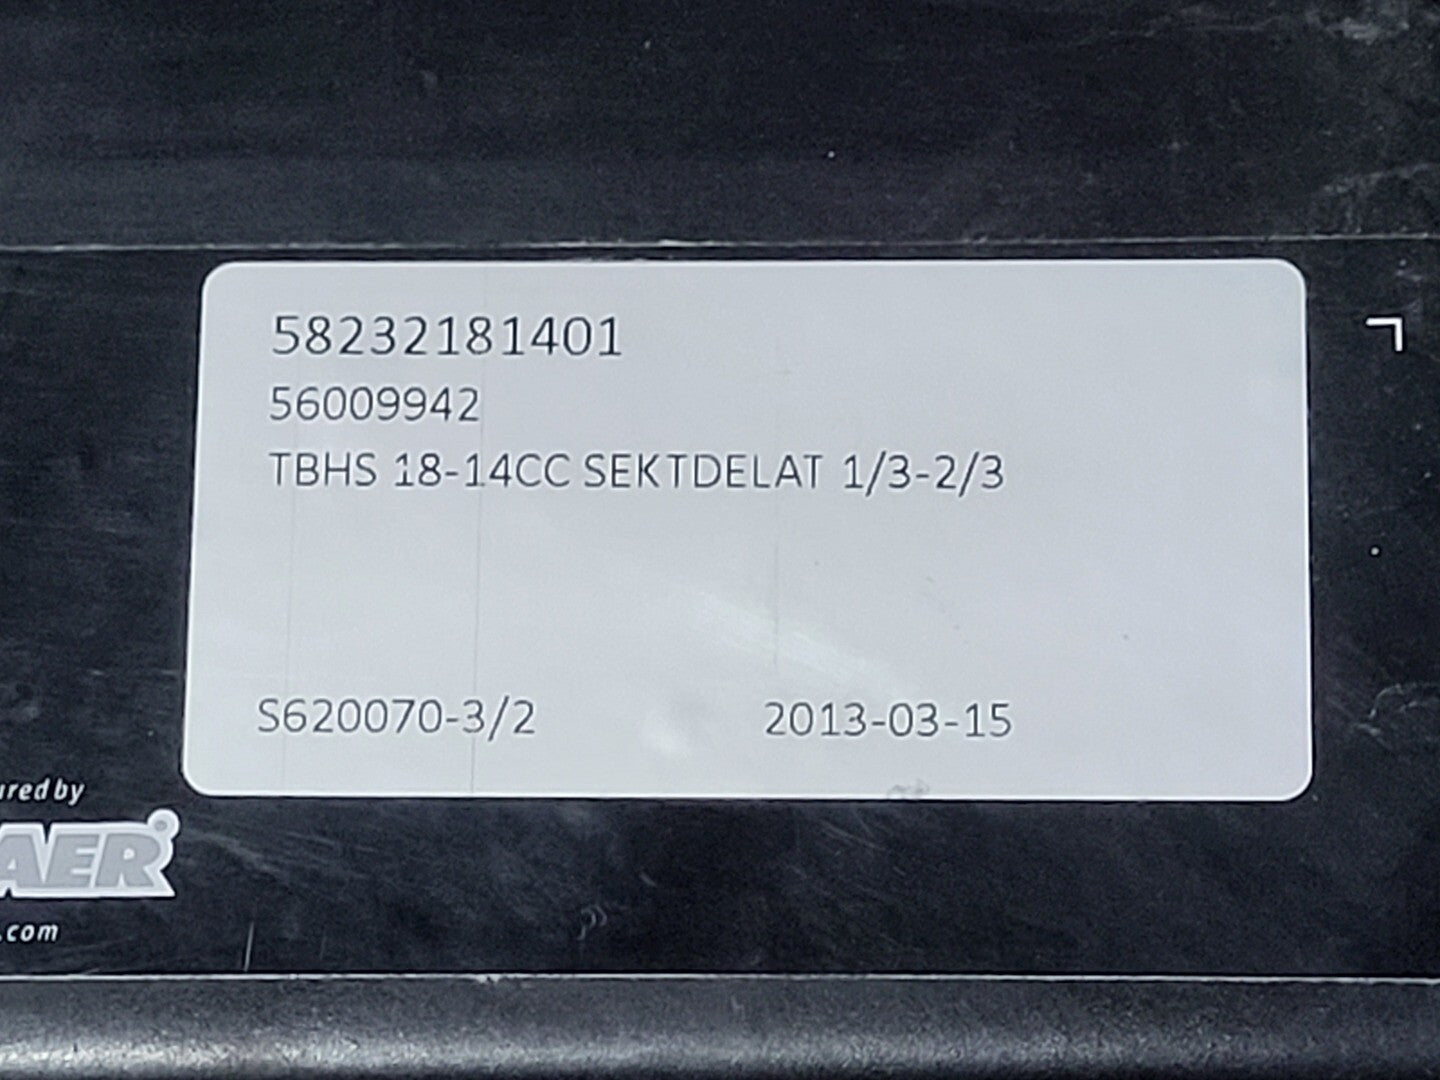 58232181401
56009942
TBHS 18-14CC SEKTDELAT 1/3-2/3
S620070-3/2 2013-03-15
ured by
AER®
.com